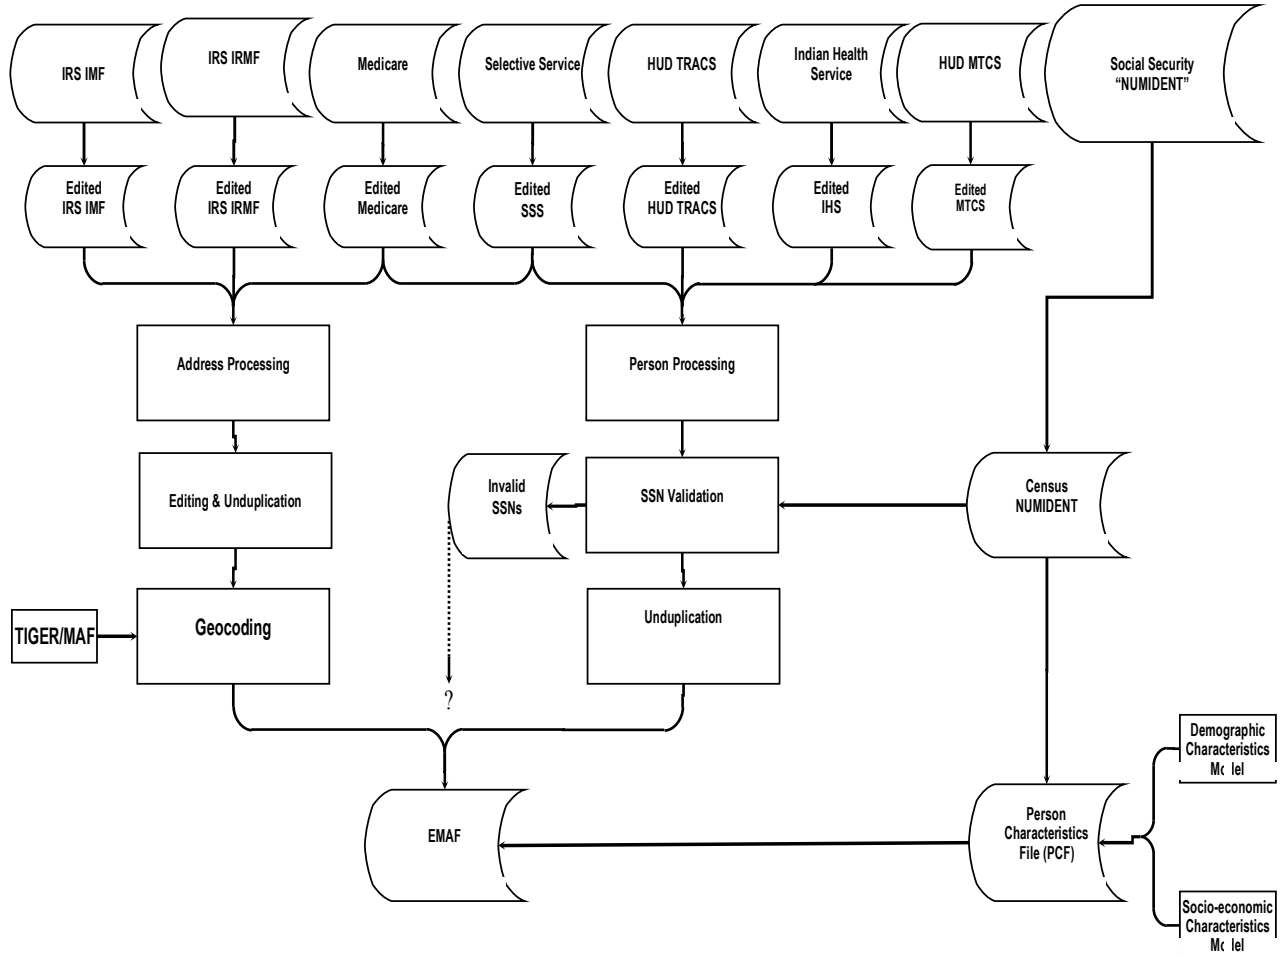 IRS IMF
IRS IRMF
Medicare
Selective Service
HUD TRACS
Indian Health
Service
HUD MTCS
Social Security
“NUMIDENT”
Edited
IRS IMF
Edited
IRS IRMF
Edited
Medicare
Edited
SSS
Edited
HUD TRACS
Edited
IHS
Edited
MTCS
Address Processing
Person Processing
Editing & Unduplication
Invalid
SSNs
SSN Validation
Census
NUMIDENT
TIGER/MAF
Geocoding
Unduplication
?
EMAF
Person
Characteristics
File (PCF)
Demographic
Characteristics
Socio-economic
Characteristics